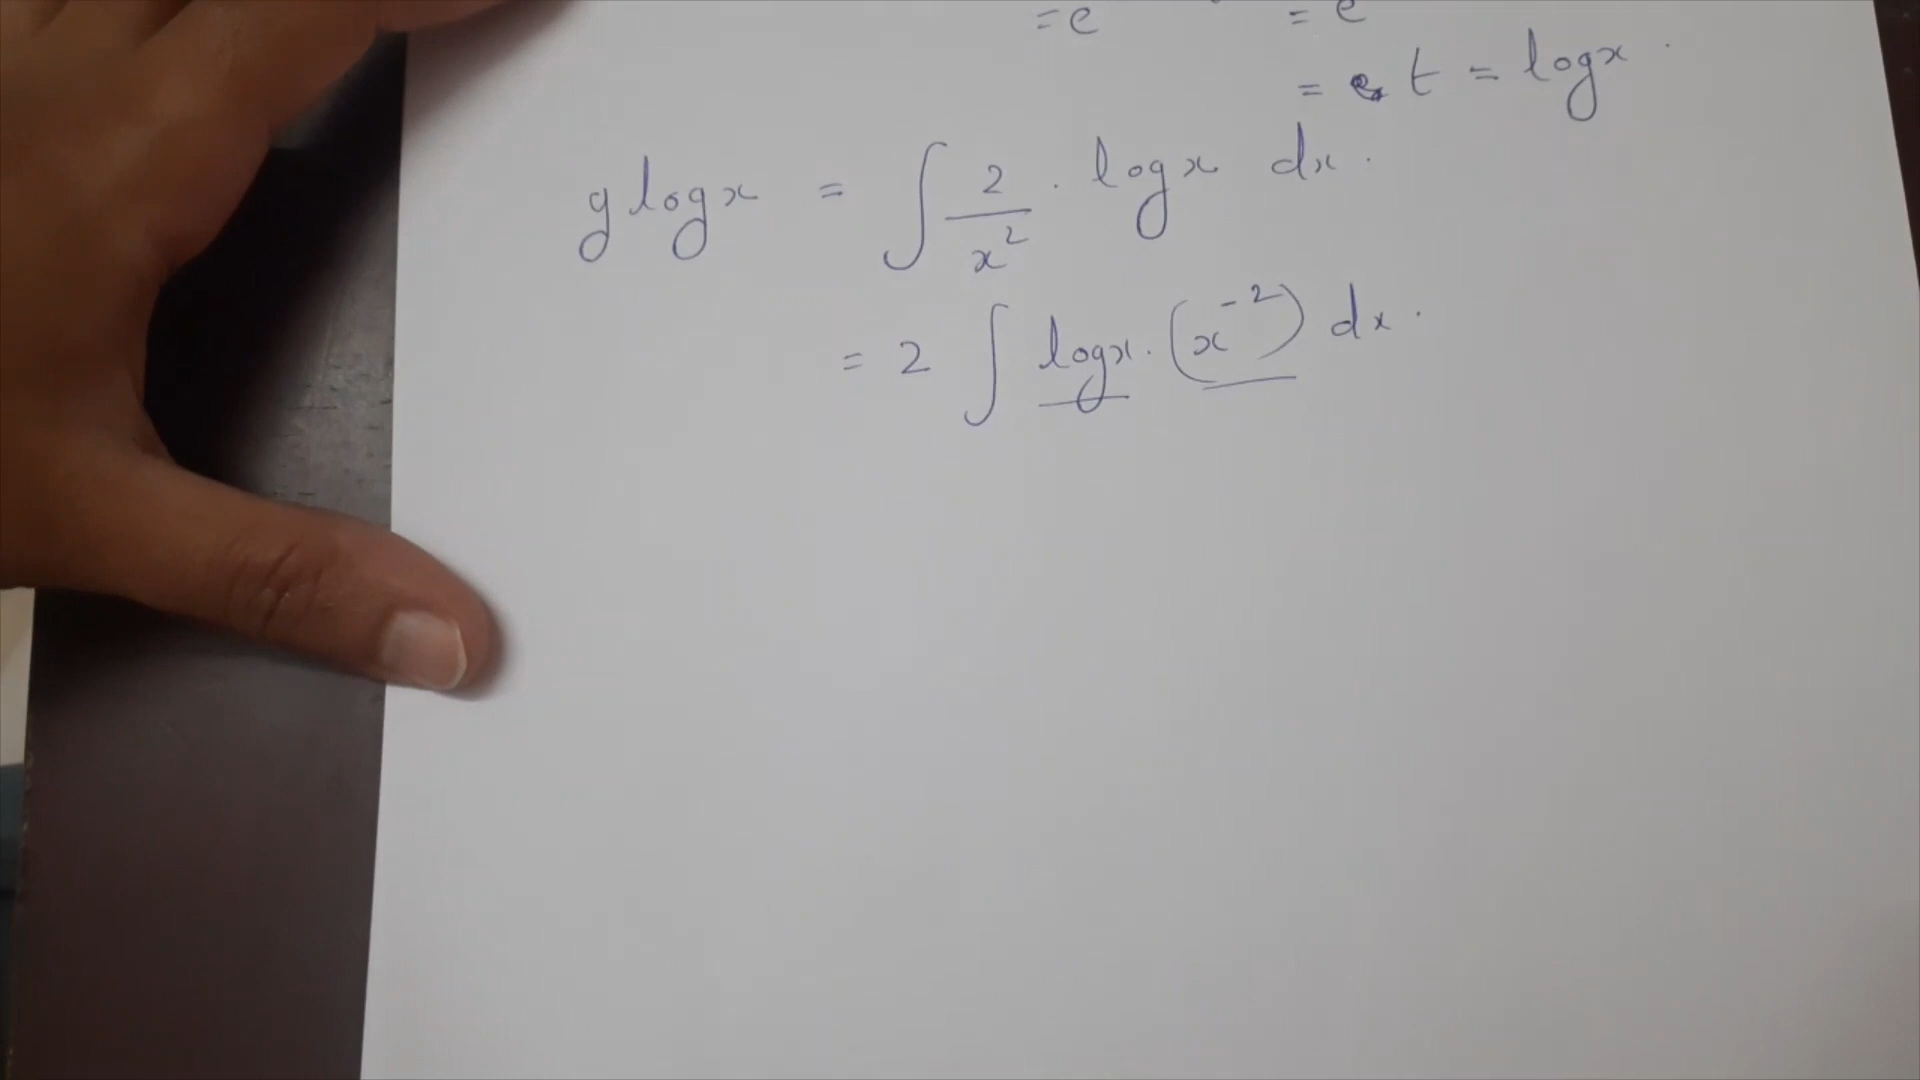 = e = e
= t = log x .
y log x = ∫ 2/x² . log x dx .
= 2 ∫ log x . (x⁻²) dx .